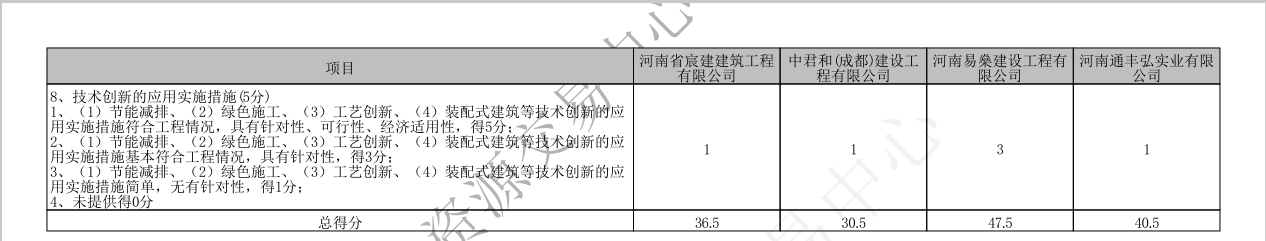 项目
河南省宸建建筑工程
有限公司
中君和(成都)建设工
程有限公司
河南易燊建设工程有
限公司
河南通丰弘实业有限
公司
8、技术创新的应用实施措施(5分)
1、（1）节能减排、（2）绿色施工、（3）工艺创新、（4）装配式建筑等技术创新的应
用实施措施符合工程情况，具有针对性、可行性、经济适用性，得5分；
2、（1）节能减排、（2）绿色施工、（3）工艺创新、（4）装配式建筑等技术创新的应
用实施措施基本符合工程情况，具有针对性，得3分；
3、（1）节能减排、（2）绿色施工、（3）工艺创新、（4）装配式建筑等技术创新的应
用实施措施简单，无有针对性，得1分；
4、未提供得0分
1
1
3
1
总得分
36.5
30.5
47.5
40.5
资源交易中心
易中心